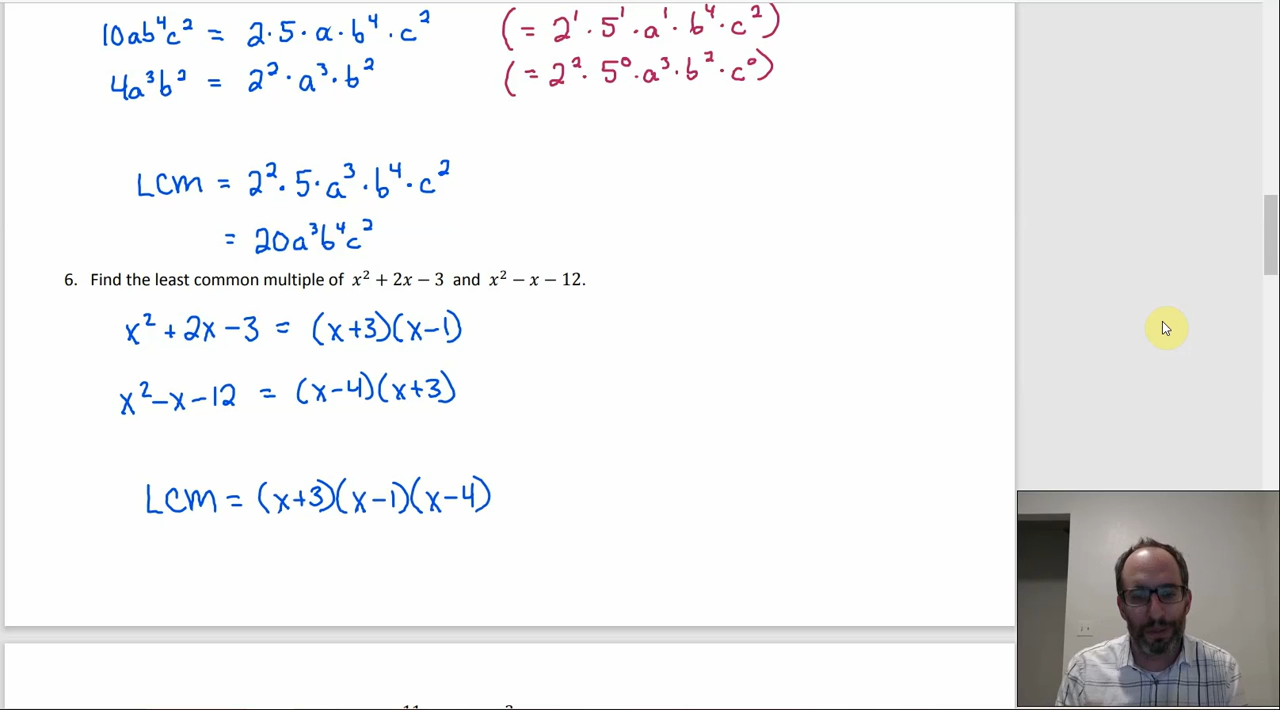 10ab⁴c² = 2·5·a·b⁴·c² (= 2¹·5¹·a¹·b⁴·c²)
4a³b² = 2²·a³·b² (= 2²·5⁰·a³·b²·c⁰)
LCM = 2²·5·a³·b⁴·c²
= 20a³b⁴c²
6. Find the least common multiple of x² + 2x − 3 and x² − x − 12.
x² + 2x − 3 = (x+3)(x−1)
x² − x − 12 = (x−4)(x+3)
LCM = (x+3)(x−1)(x−4)